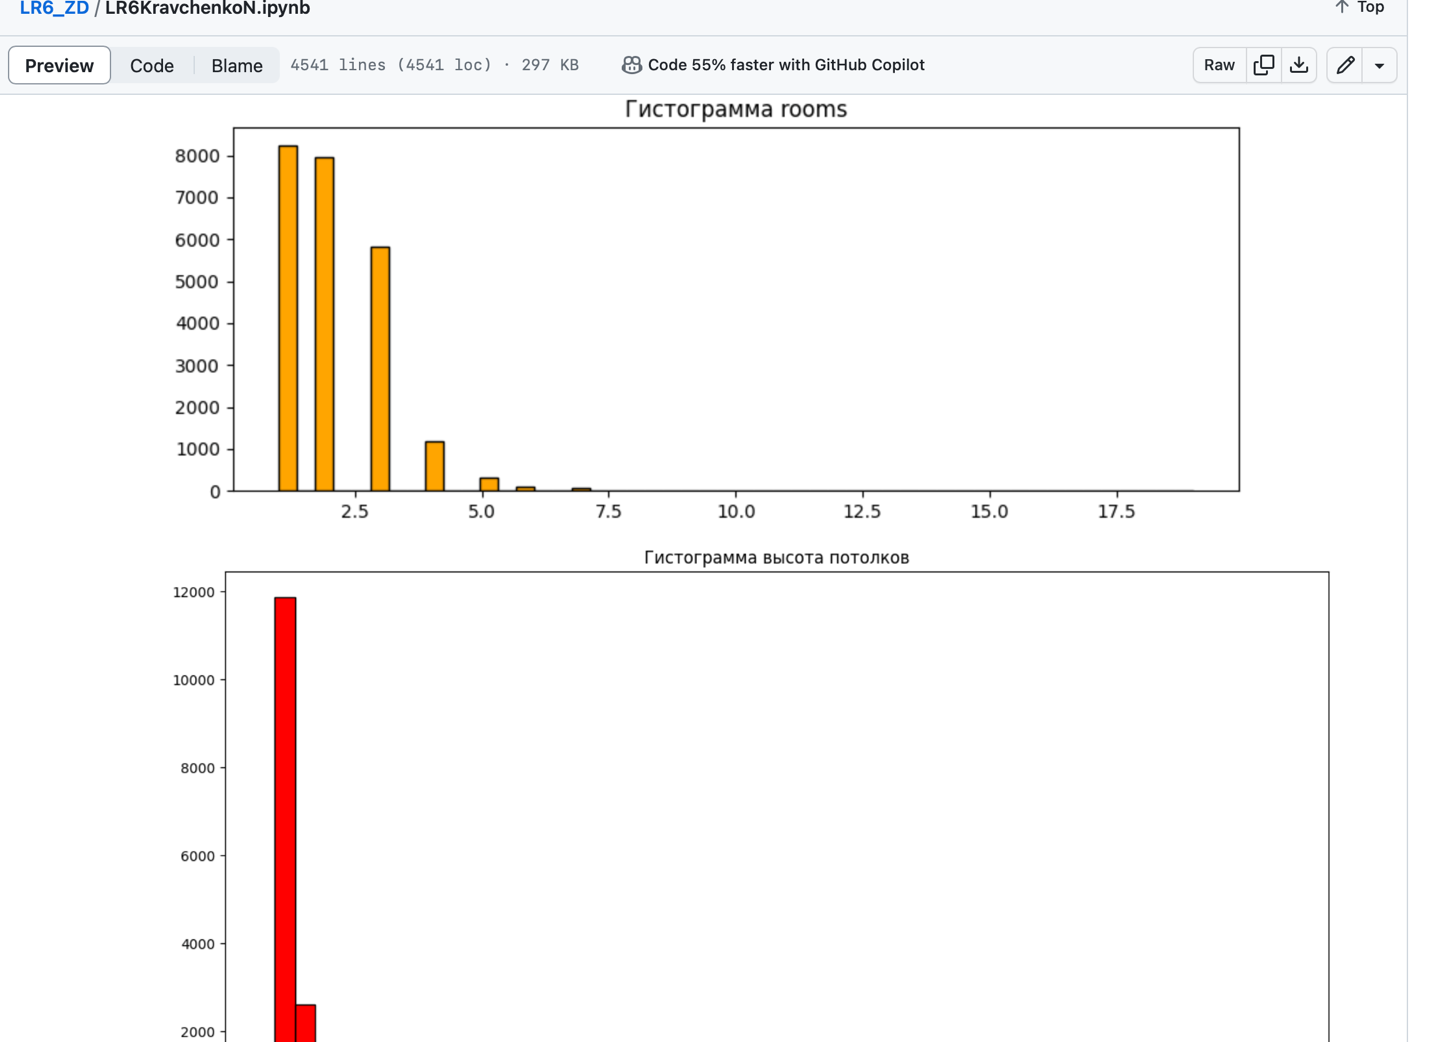 LR6_ZD / LR6KravchenkoN.ipynb
Top
Preview Code Blame 4541 lines (4541 loc) · 297 KB Code 55% faster with GitHub Copilot Raw
Гистограмма rooms
8000
7000
6000
5000
4000
3000
2000
1000
0
2.5 5.0 7.5 10.0 12.5 15.0 17.5
Гистограмма высота потолков
12000
10000
8000
6000
4000
2000